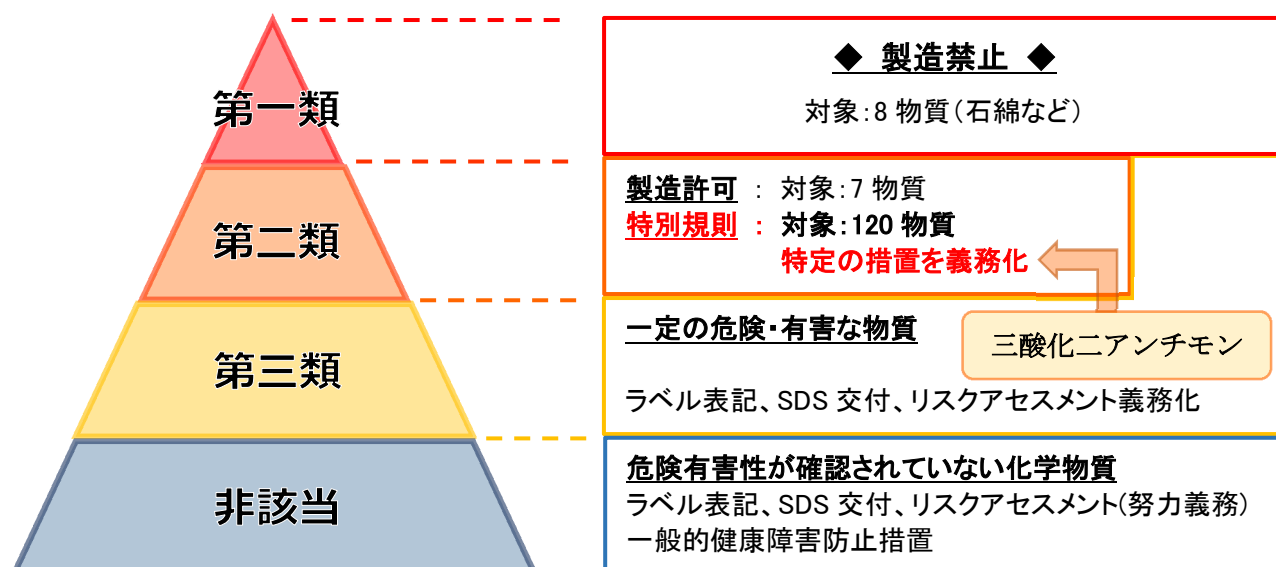 第一類
◆ 製造禁止 ◆
対象:8 物質(石綿など)
第二類
製造許可 : 対象:7 物質
特別規則 : 対象:120 物質
特定の措置を義務化
第三類
一定の危険・有害な物質
三酸化二アンチモン
ラベル表記、SDS 交付、リスクアセスメント義務化
非該当
危険有害性が確認されていない化学物質
ラベル表記、SDS 交付、リスクアセスメント(努力義務)
一般的健康障害防止措置